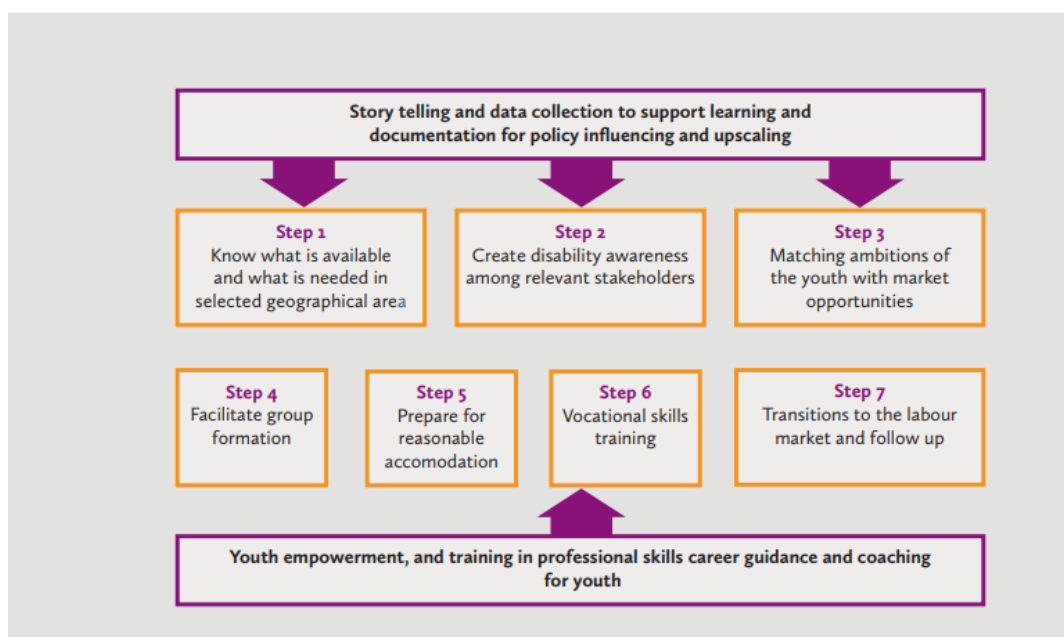 Story telling and data collection to support learning and
documentation for policy influencing and upscaling
Step 1
Know what is available
and what is needed in
selected geographical area
Step 2
Create disability awareness
among relevant stakeholders
Step 3
Matching ambitions of
the youth with market
opportunities
Step 4
Facilitate group
formation
Step 5
Prepare for
reasonable
accomodation
Step 6
Vocational skills
training
Step 7
Transitions to the labour
market and follow up
Youth empowerment, and training in professional skills career guidance and coaching
for youth